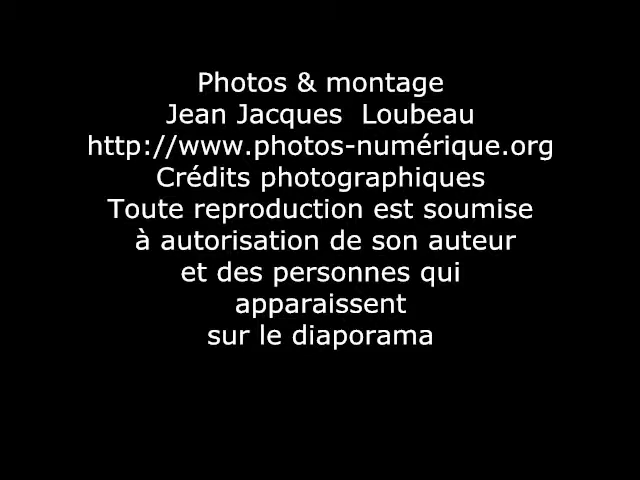 Photos & montage
Jean Jacques  Loubeau
http://www.photos-numérique.org
Crédits photographiques
Toute reproduction est soumise
à autorisation de son auteur
et des personnes qui
apparaissent
sur le diaporama